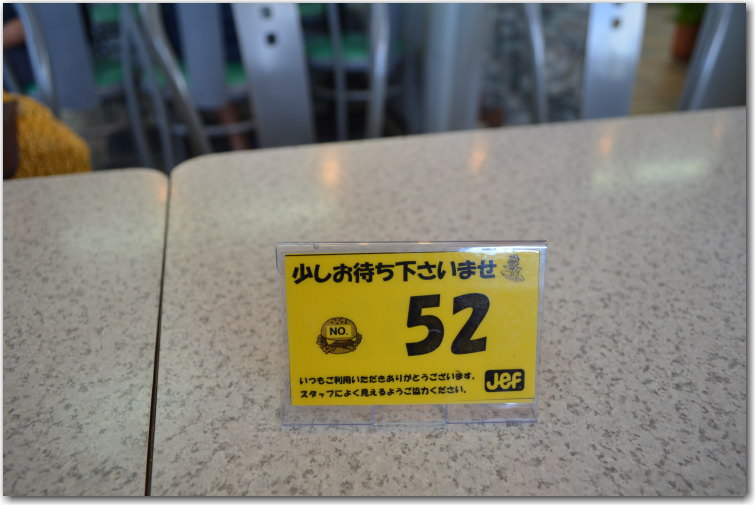 少しお待ち下さいませ
NO. 52
いつもご利用いただきありがとうございます。
スタッフによく見えるようご協力ください。
Jef